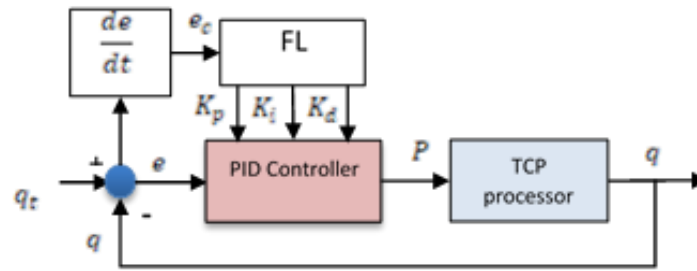 de
dt
e_c
FL
K_p K_i K_d
+
e
PID Controller
P
TCP
processor
q
q_t
-
q